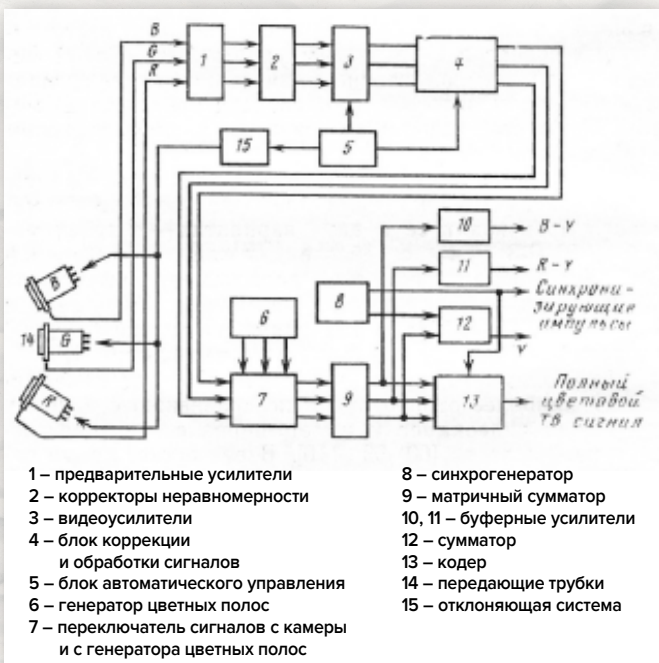 B
G
R
1
2
3
4
15
5
10
B – Y
11
R – Y
B
8
Синхрони-
зирующие
импульсы
14
G
6
12
Y
R
7
9
13
Полный
цветовой
ТВ сигнал
1 – предварительные усилители
2 – корректоры неравномерности
3 – видеоусилители
4 – блок коррекции
и обработки сигналов
5 – блок автоматического управления
6 – генератор цветных полос
7 – переключатель сигналов с камеры
и с генератора цветных полос
8 – синхрогенератор
9 – матричный сумматор
10, 11 – буферные усилители
12 – сумматор
13 – кодер
14 – передающие трубки
15 – отклоняющая система